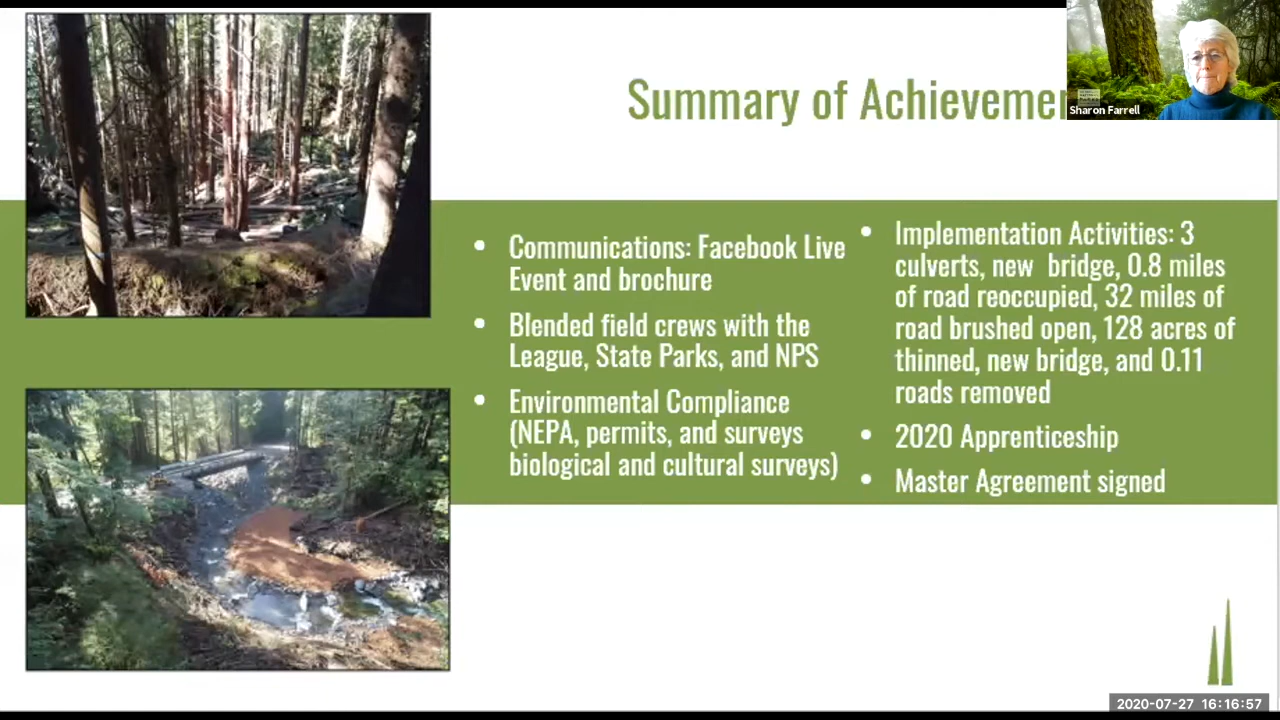 Summary of Achievemen
Sharon Farrell
• Communications: Facebook Live
Event and brochure
• Blended field crews with the
League, State Parks, and NPS
• Environmental Compliance
(NEPA, permits, and surveys
biological and cultural surveys)
• Implementation Activities: 3
culverts, new bridge, 0.8 miles
of road reoccupied, 32 miles of
road brushed open, 128 acres of
thinned, new bridge, and 0.11
roads removed
• 2020 Apprenticeship
• Master Agreement signed
2020-07-27 16:16:57